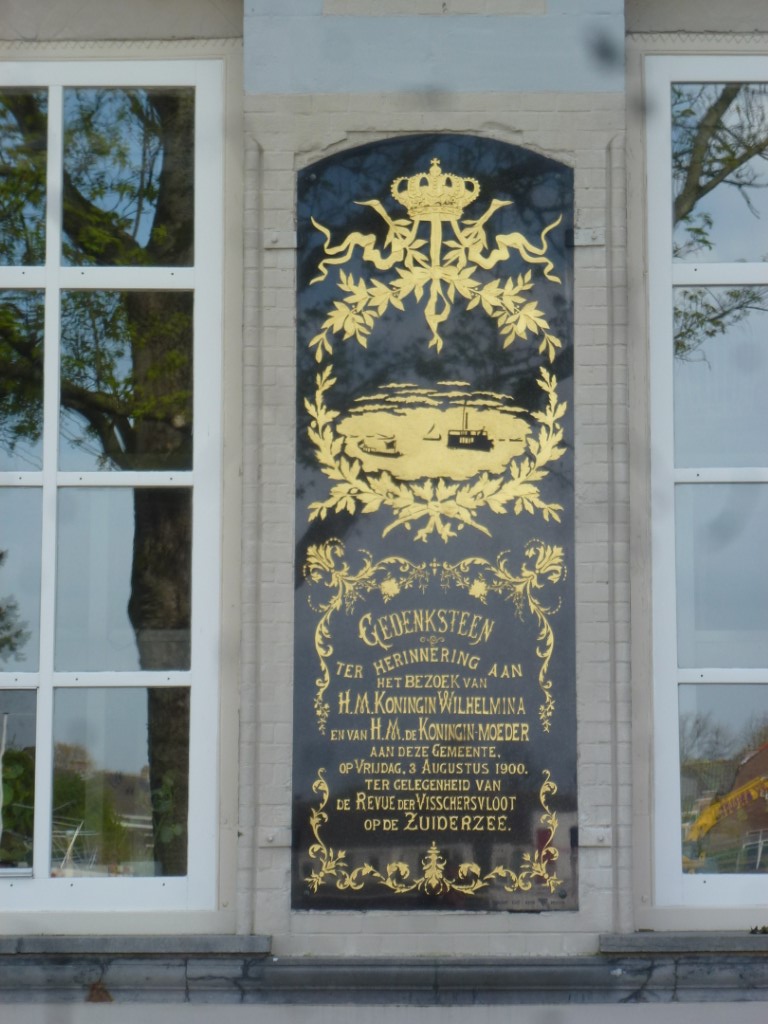 GEDENKSTEEN
TER HERINNERING AAN
HET BEZOEK VAN
H.M. KONINGIN WILHELMINA
EN VAN H.M. DE KONINGIN-MOEDER
AAN DEZE GEMEENTE,
OP VRIJDAG, 3 AUGUSTUS 1900.
TER GELEGENHEID VAN
DE REVUE DER VISSCHERSVLOOT
OP DE ZUIDERZEE.